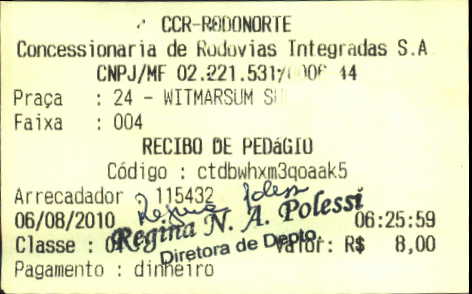 CCR-RODONORTE
Concessionaria de Rodovias Integradas S.A
CNPJ/MF 02.221.531/0006 44
Praça : 24 - WITMARSUM
Faixa : 004
RECIBO DE PEDáGIO
Código : ctdbwhxm3qoaak5
Arrecadador : 115432
06/08/2010 06:25:59
Regina N. A. Polessi
Classe : Valor: R$ 8,00
Diretora de Depto.
Pagamento : dinheiro